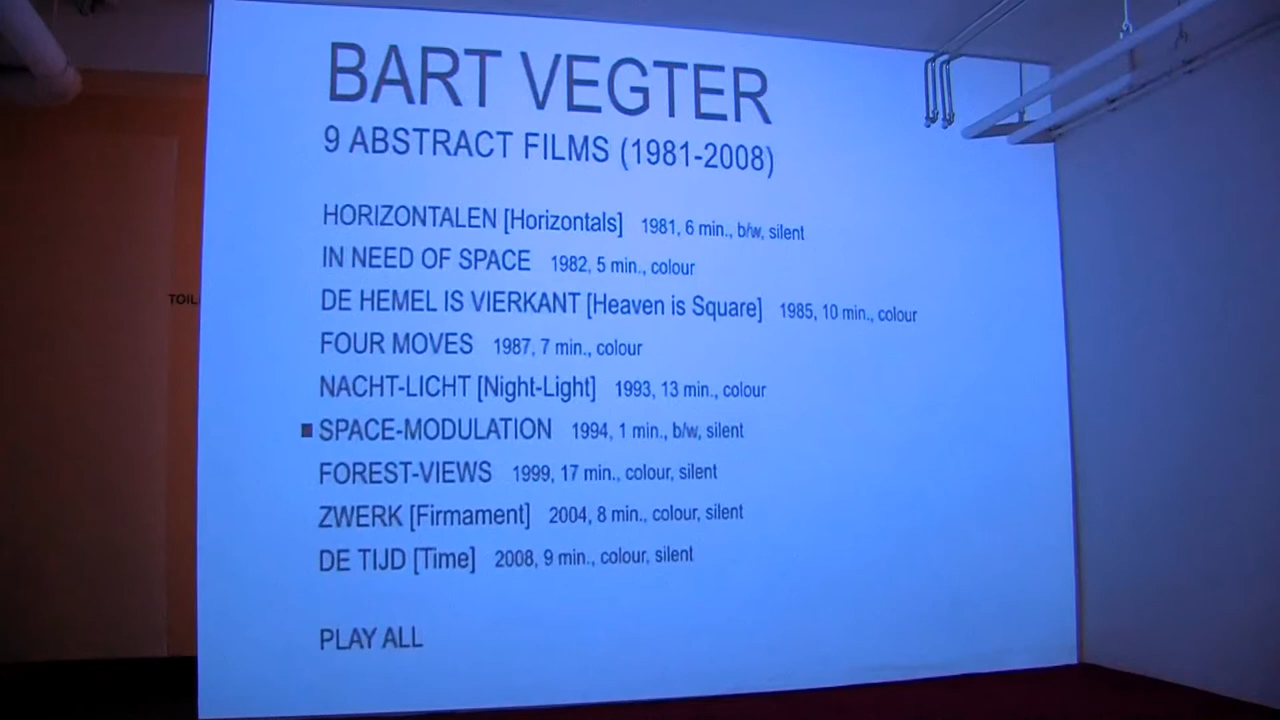 BART VEGTER
9 ABSTRACT FILMS (1981-2008)
HORIZONTALEN [Horizontals] 1981, 6 min., b/w, silent
IN NEED OF SPACE 1982, 5 min., colour
DE HEMEL IS VIERKANT [Heaven is Square] 1985, 10 min., colour
FOUR MOVES 1987, 7 min., colour
NACHT-LICHT [Night-Light] 1993, 13 min., colour
SPACE-MODULATION 1994, 1 min., b/w, silent
FOREST-VIEWS 1999, 17 min., colour, silent
ZWERK [Firmament] 2004, 8 min., colour, silent
DE TIJD [Time] 2008, 9 min., colour, silent
PLAY ALL
TOIL